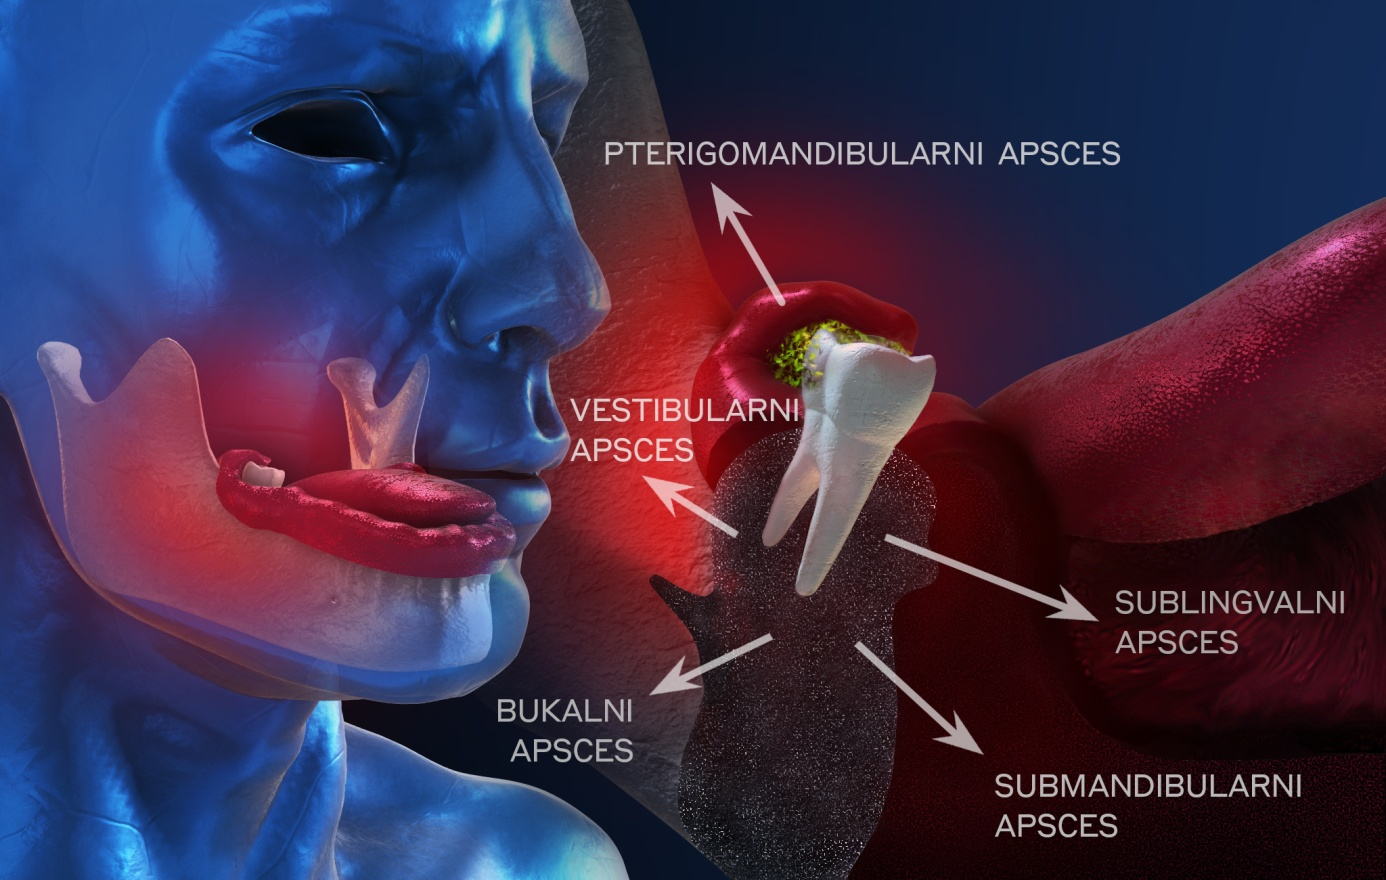 PTERIGOMANDIBULARNI APSCES
VESTIBULARNI
APSCES
SUBLINGVALNI
APSCES
BUKALNI
APSCES
SUBMANDIBULARNI
APSCES